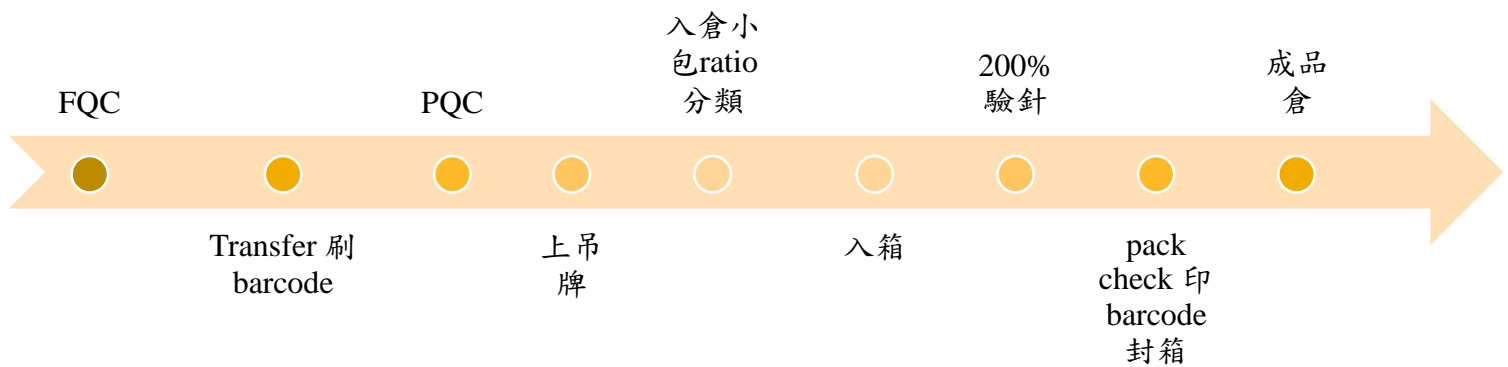 FQC
Transfer 刷
barcode
PQC
上吊
牌
入倉小
包ratio
分類
入箱
200%
驗針
pack
check 印
barcode
封箱
成品
倉